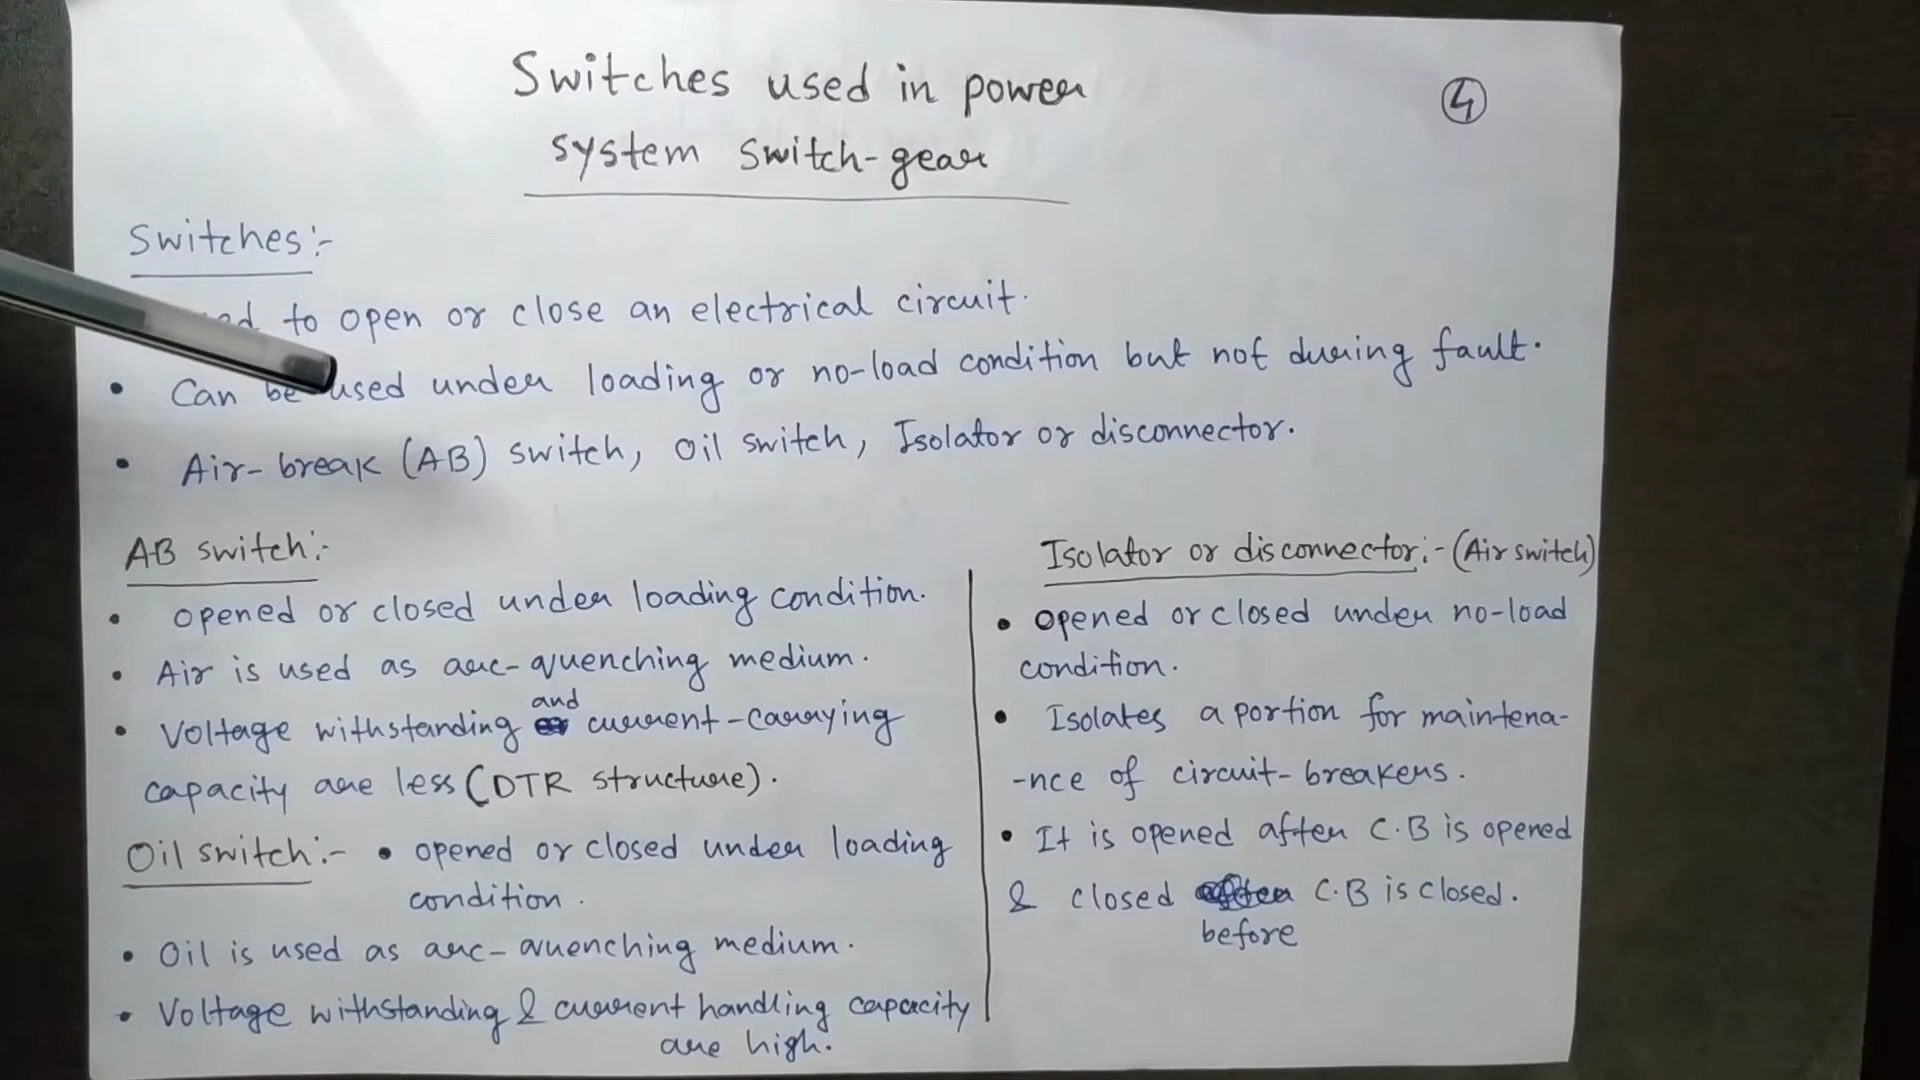 Switches used in power
system switch-gear
4
Switches:-
to open or close an electrical circuit.
• Can be used under loading or no-load condition but not during fault.
• Air-break (AB) switch, Oil switch, Isolator or disconnector.
AB switch:-
• opened or closed under loading condition.
• Air is used as arc-quenching medium.
• Voltage withstanding and current-carrying
capacity are less (DTR structure).
Oil switch:- • opened or closed under loading
condition.
• Oil is used as arc-quenching medium.
• Voltage withstanding & current handling capacity
are high.
Isolator or disconnector:- (Air switch)
• opened or closed under no-load
condition.
• Isolates a portion for maintena-
-nce of circuit-breakers.
• It is opened after C.B is opened
& closed before C.B is closed.